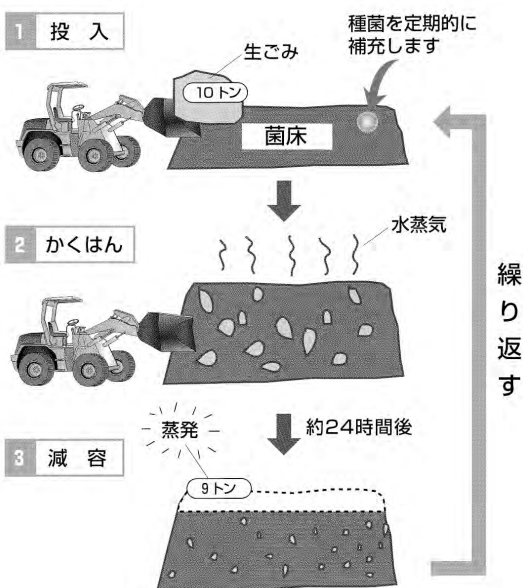 1 投入
生ごみ
10トン
種菌を定期的に
補充します
菌床
2 かくはん
水蒸気
繰り返す
約24時間後
3 減容
蒸発
9トン